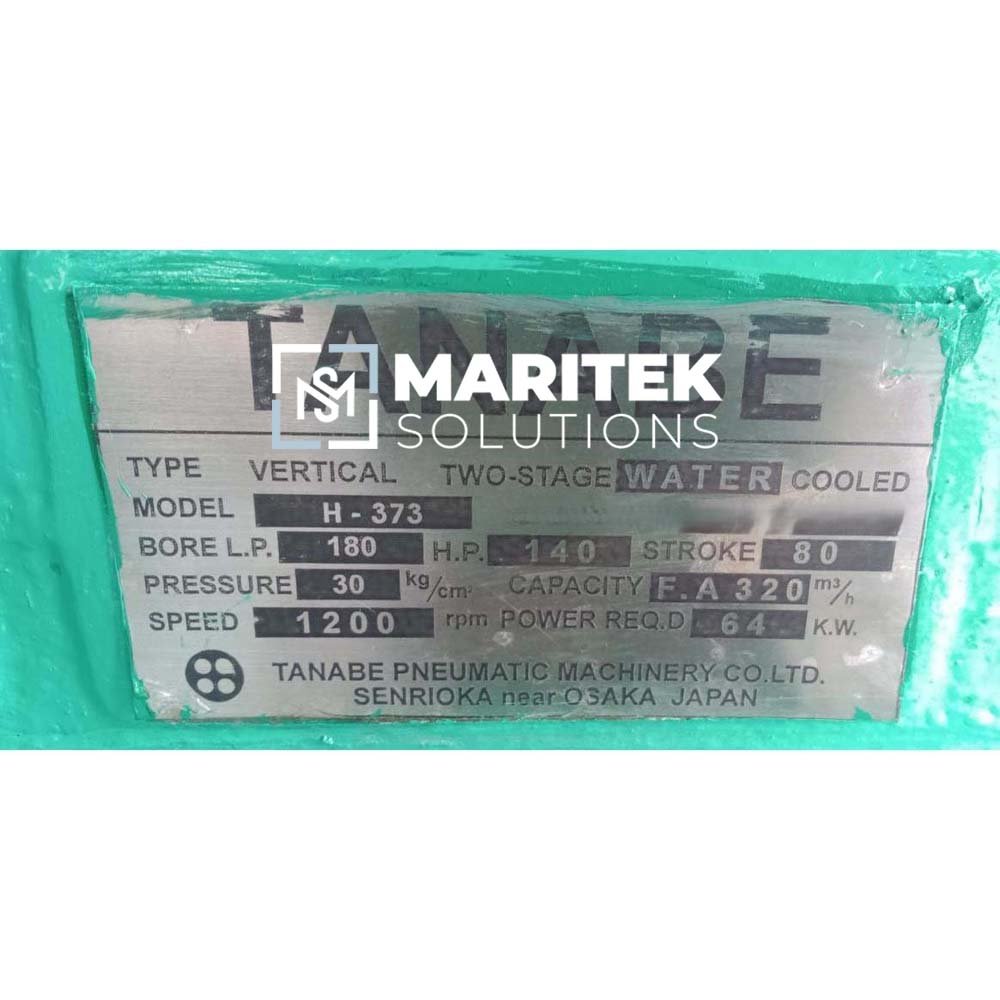 TANABE
SM MARITEK
SOLUTIONS
TYPE VERTICAL TWO-STAGE WATER COOLED
MODEL H - 373
BORE L.P. 180 H.P. 140 STROKE 80
PRESSURE 30 kg/cm² CAPACITY F.A 320 m³/h
SPEED 1200 rpm POWER REQ.D 64 K.W.
TANABE PNEUMATIC MACHINERY CO.LTD.
SENRIOKA near OSAKA JAPAN